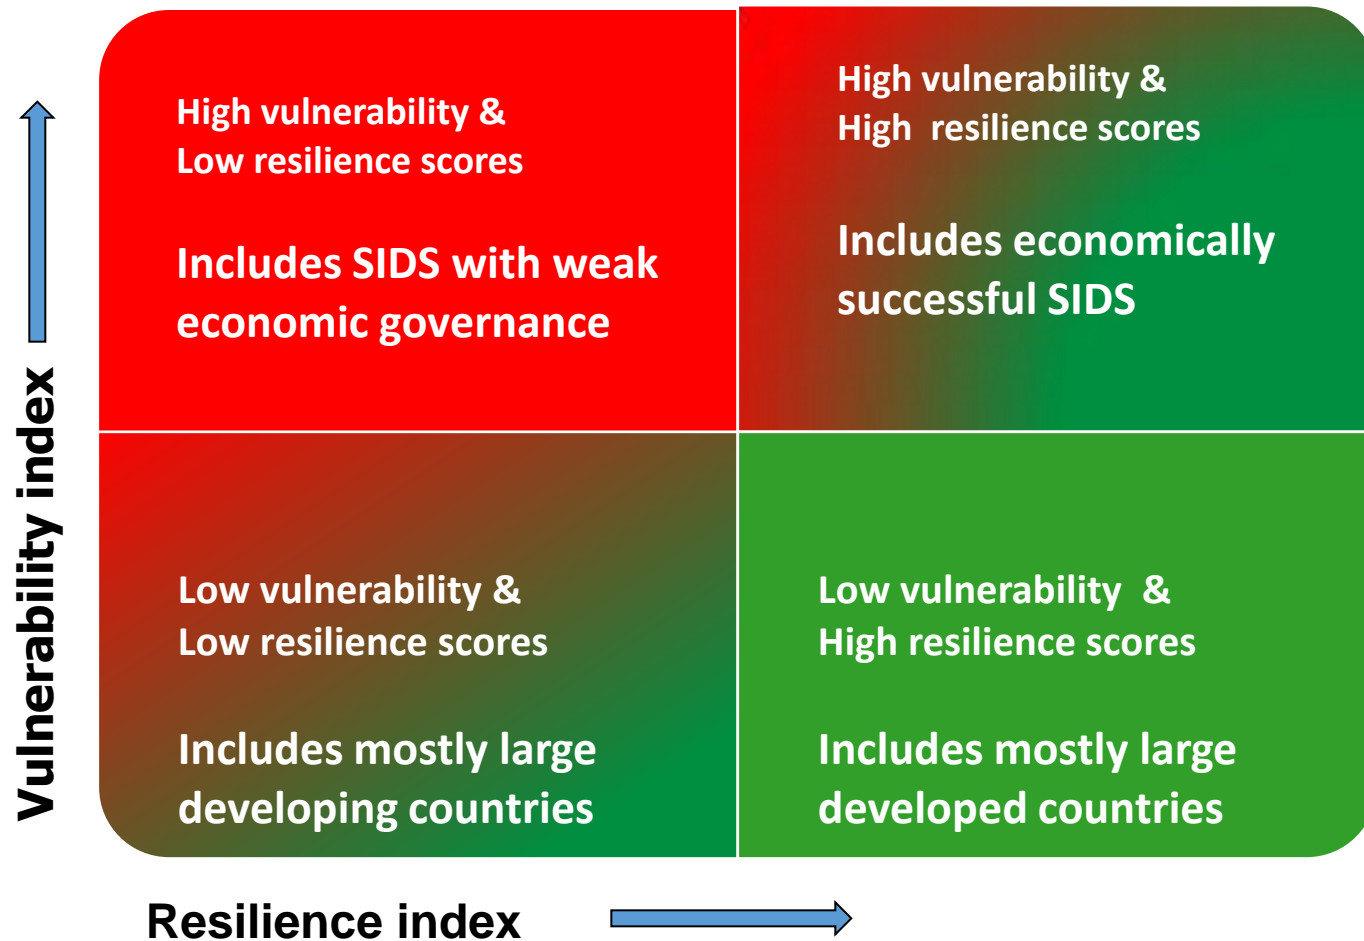 High vulnerability &
Low resilience scores
Includes SIDS with weak
economic governance
High vulnerability &
High resilience scores
Includes economically
successful SIDS
Vulnerability index
Low vulnerability &
Low resilience scores
Includes mostly large
developing countries
Low vulnerability &
High resilience scores
Includes mostly large
developed countries
Resilience index